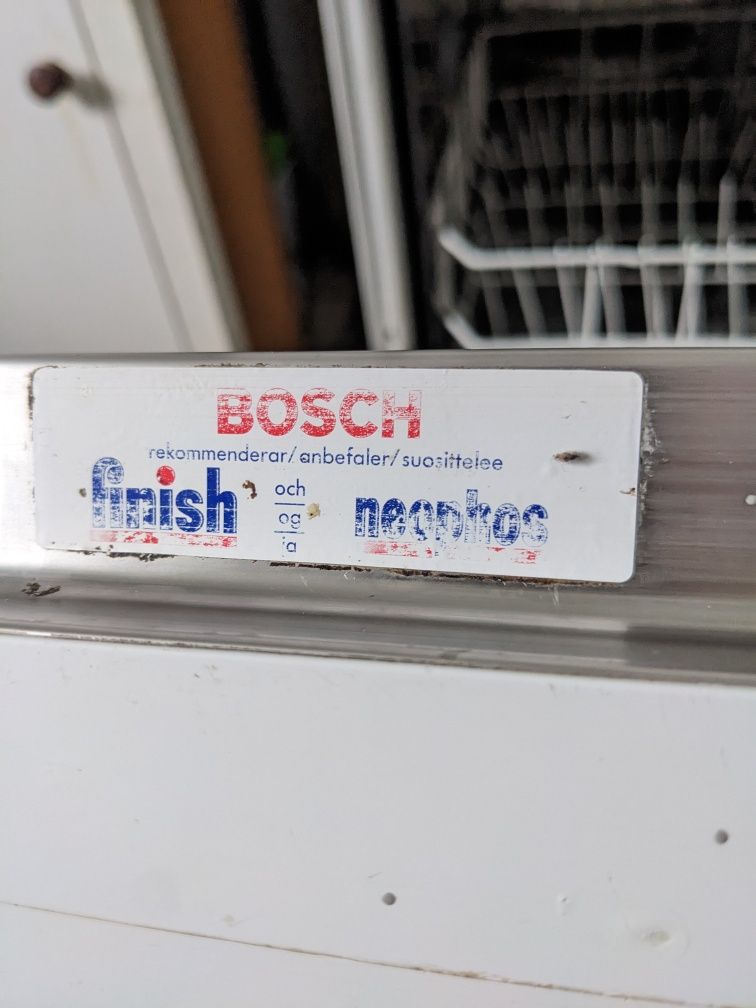 BOSCH
rekommenderar/anbefaler/suosittelee
finish och neophos
og
ja